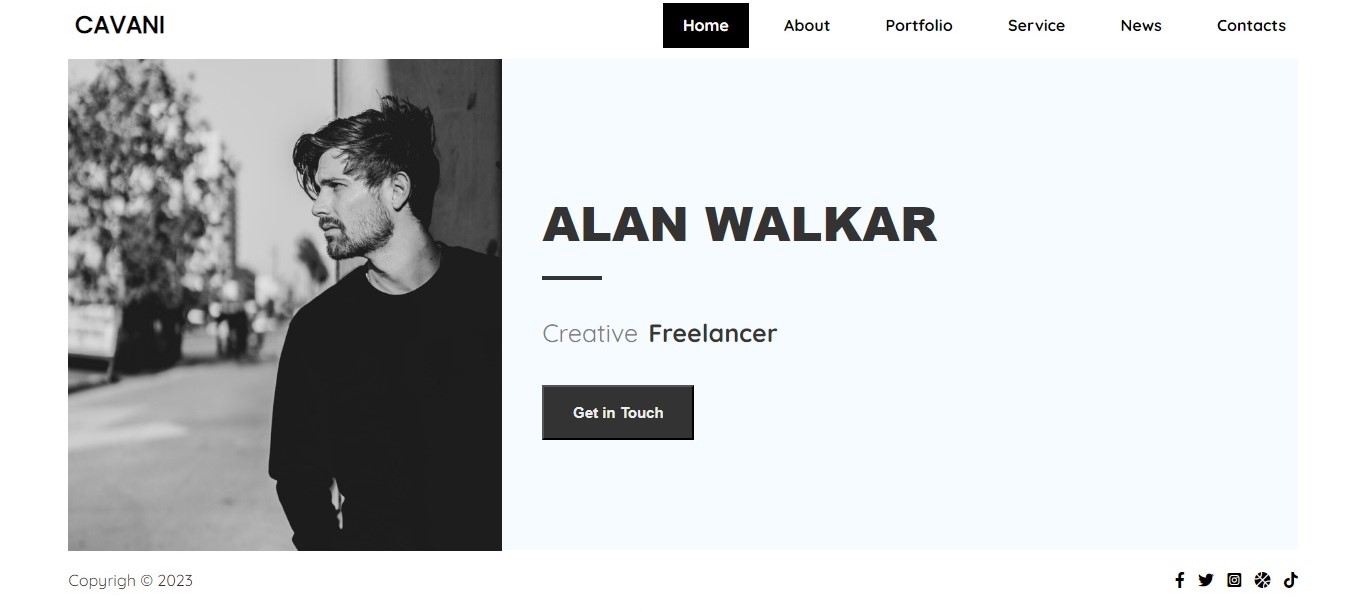 CAVANI
Home About Portfolio Service News Contacts
ALAN WALKAR
Creative Freelancer
Get in Touch
Copyrigh © 2023